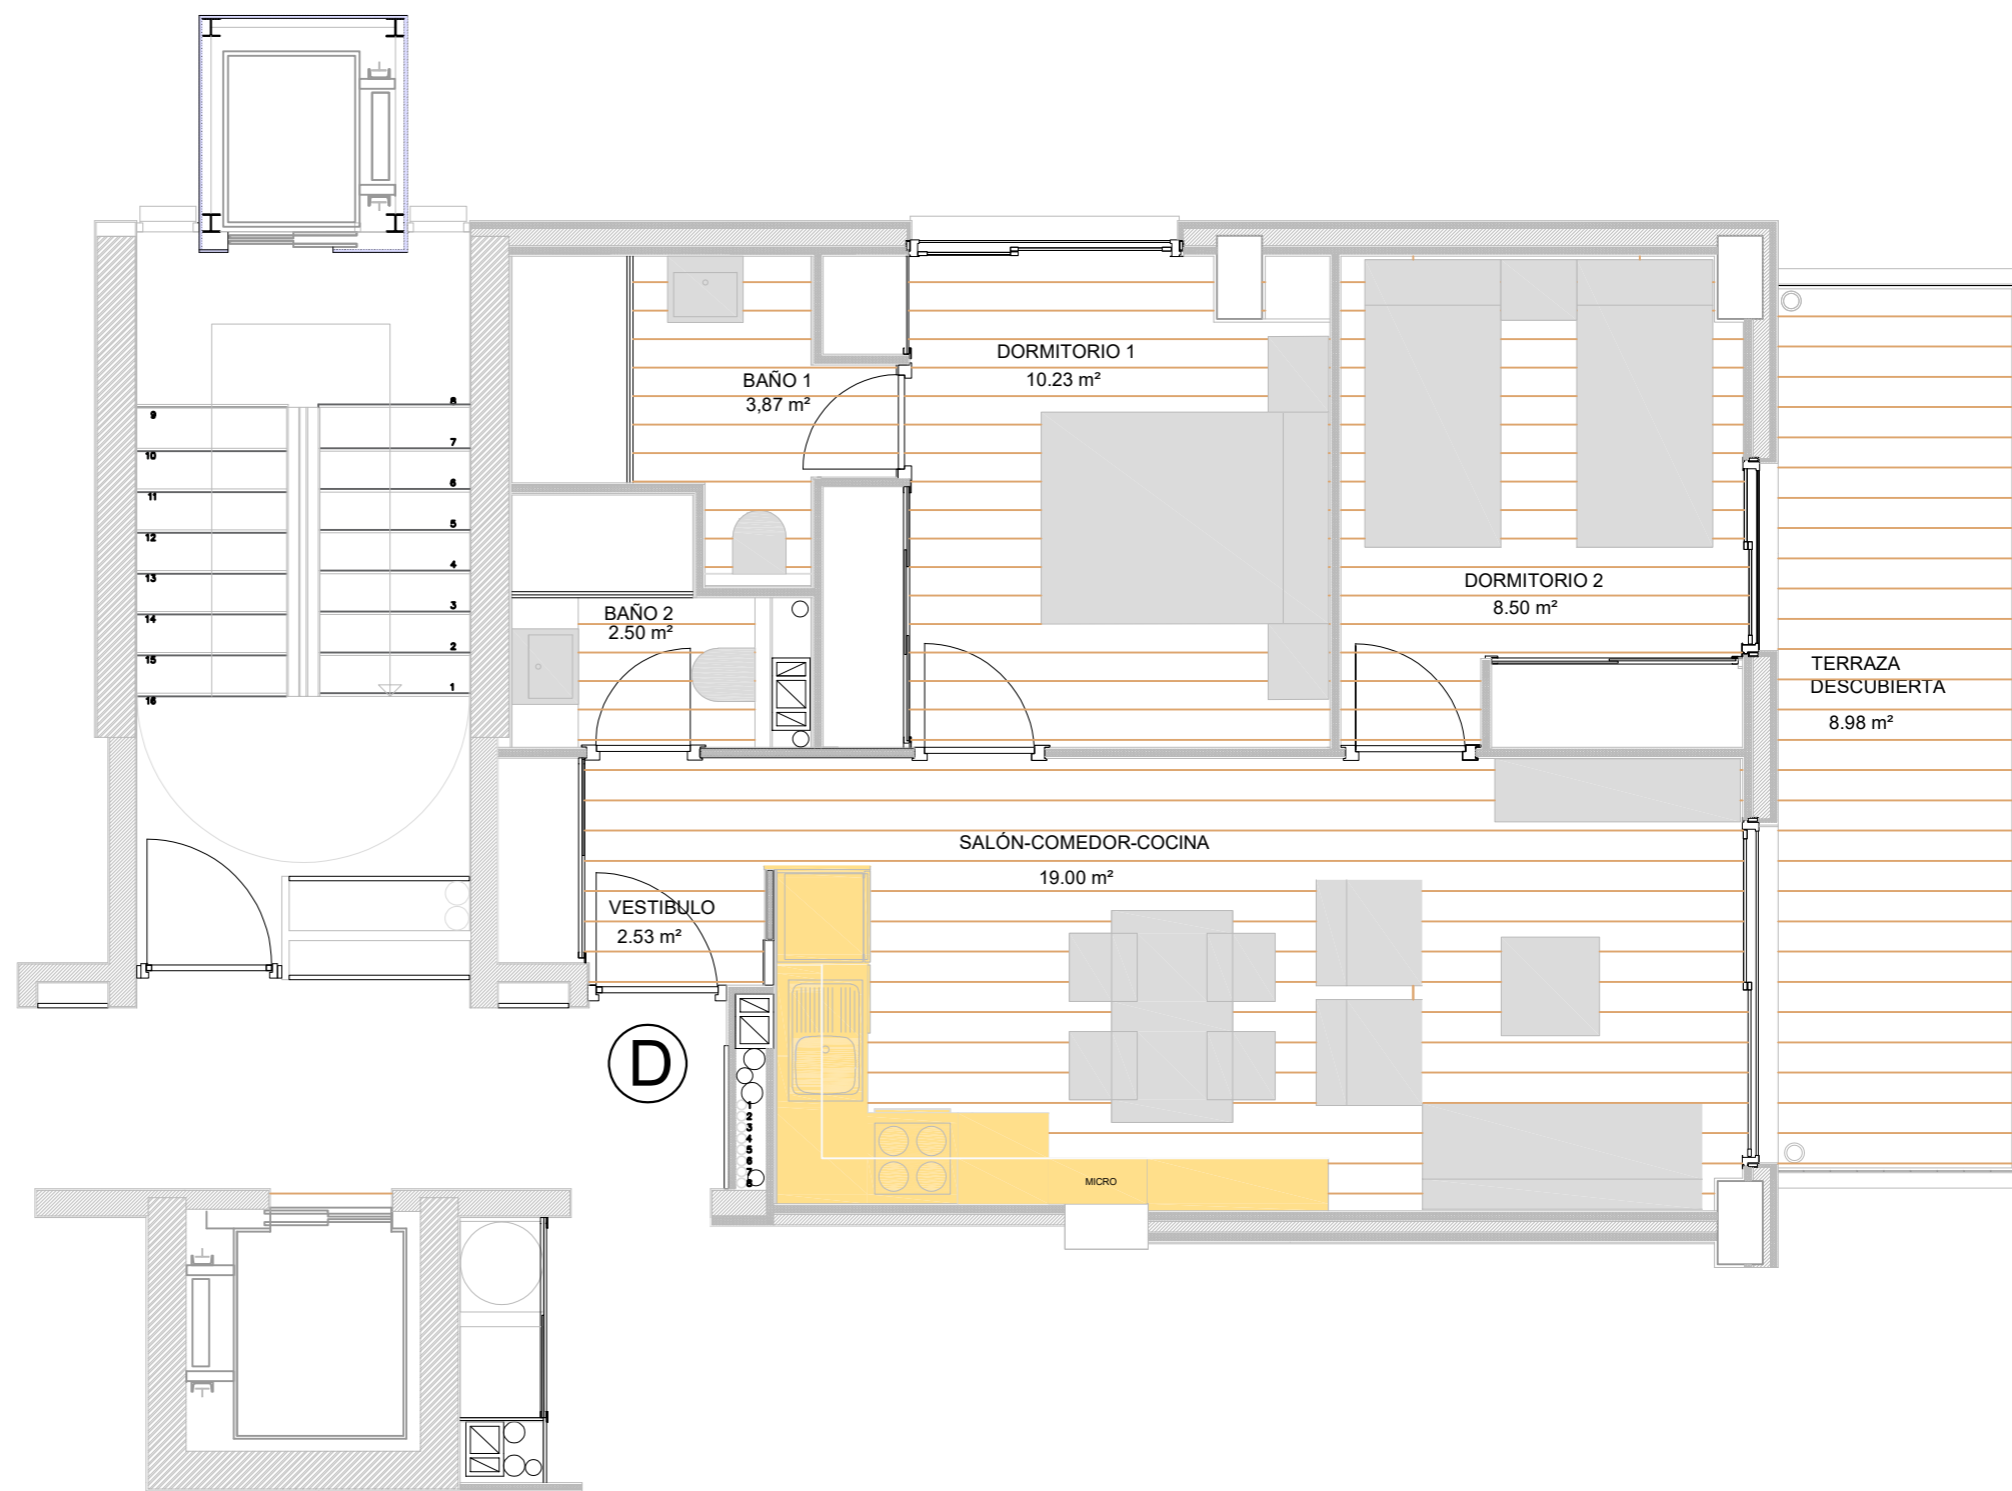 DORMITORIO 1
10.23 m²
BAÑO 1
3,87 m²
8
9
7
10
6
11
5
12
4
13
3
14
2
15
1
16
DORMITORIO 2
8.50 m²
BAÑO 2
2.50 m²
TERRAZA
DESCUBIERTA
8.98 m²
SALÓN-COMEDOR-COCINA
19.00 m²
VESTIBULO
2.53 m²
D
1
2
3
4
5
6
7
8
MICRO